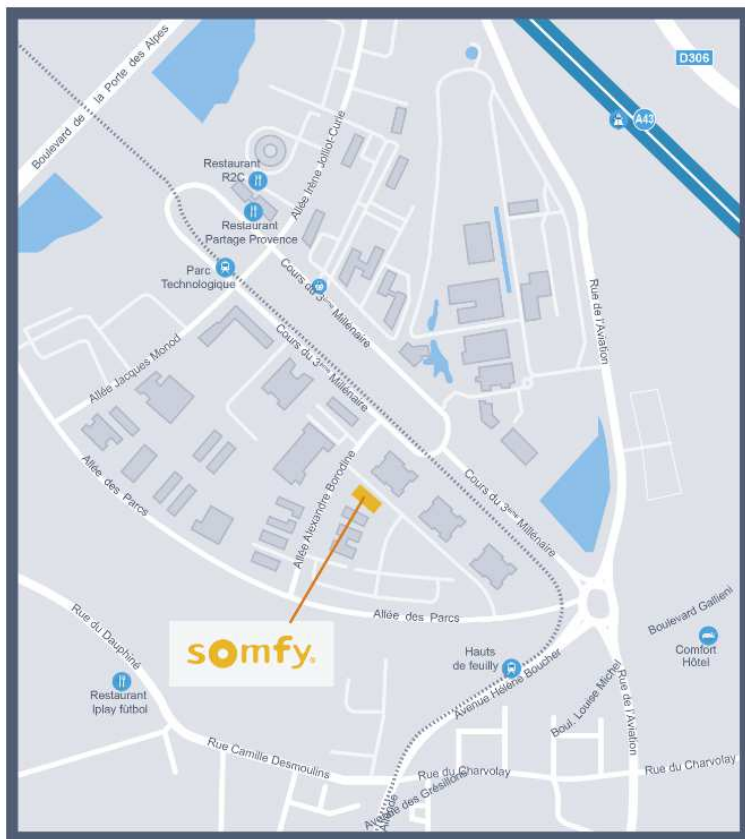 D306
A43
Boulevard de la Porte des Alpes
Restaurant
R2C
Allée Irène Jolliot-Curie
Restaurant
Partage Provence
Parc
Technologique
Cours du 3ème Millénaire
Rue de l'Aviation
Cours du 3ème Millénaire
Allée Jacques Monod
Allée des Parcs
Allée Alexandre Borodine
Cours du 3ème Millénaire
somfy
Allée des Parcs
Rue du Dauphiné
Boulevard Gallieni
Hauts
de feuilly
Comfort
Hôtel
Avenue Hélène Boucher
Boul. Louise Michel
Rue de l'Aviation
Restaurant
Iplay fùtbol
Rue Camille Desmoulins
Rue du Charvolay
Rue du Charvolay
Allée des Grésillons